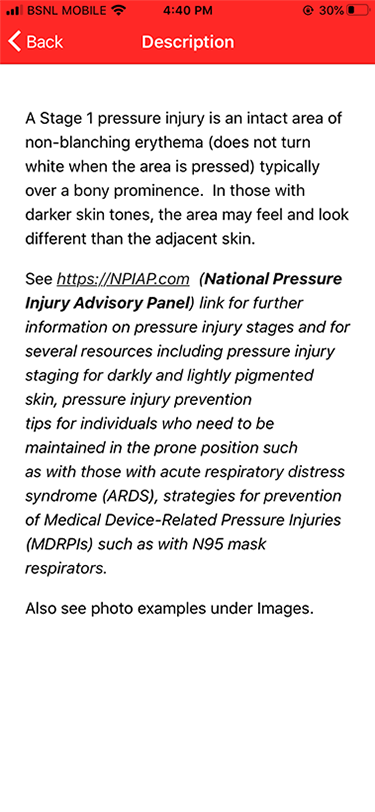 BSNL MOBILE 4:40 PM 30%
Back Description
A Stage 1 pressure injury is an intact area of
non-blanching erythema (does not turn
white when the area is pressed) typically
over a bony prominence.  In those with
darker skin tones, the area may feel and look
different than the adjacent skin.
See https://NPIAP.com  (National Pressure
Injury Advisory Panel) link for further
information on pressure injury stages and for
several resources including pressure injury
staging for darkly and lightly pigmented
skin, pressure injury prevention
tips for individuals who need to be
maintained in the prone position such
as with those with acute respiratory distress
syndrome (ARDS), strategies for prevention
of Medical Device-Related Pressure Injuries
(MDRPIs) such as with N95 mask
respirators.
Also see photo examples under Images.